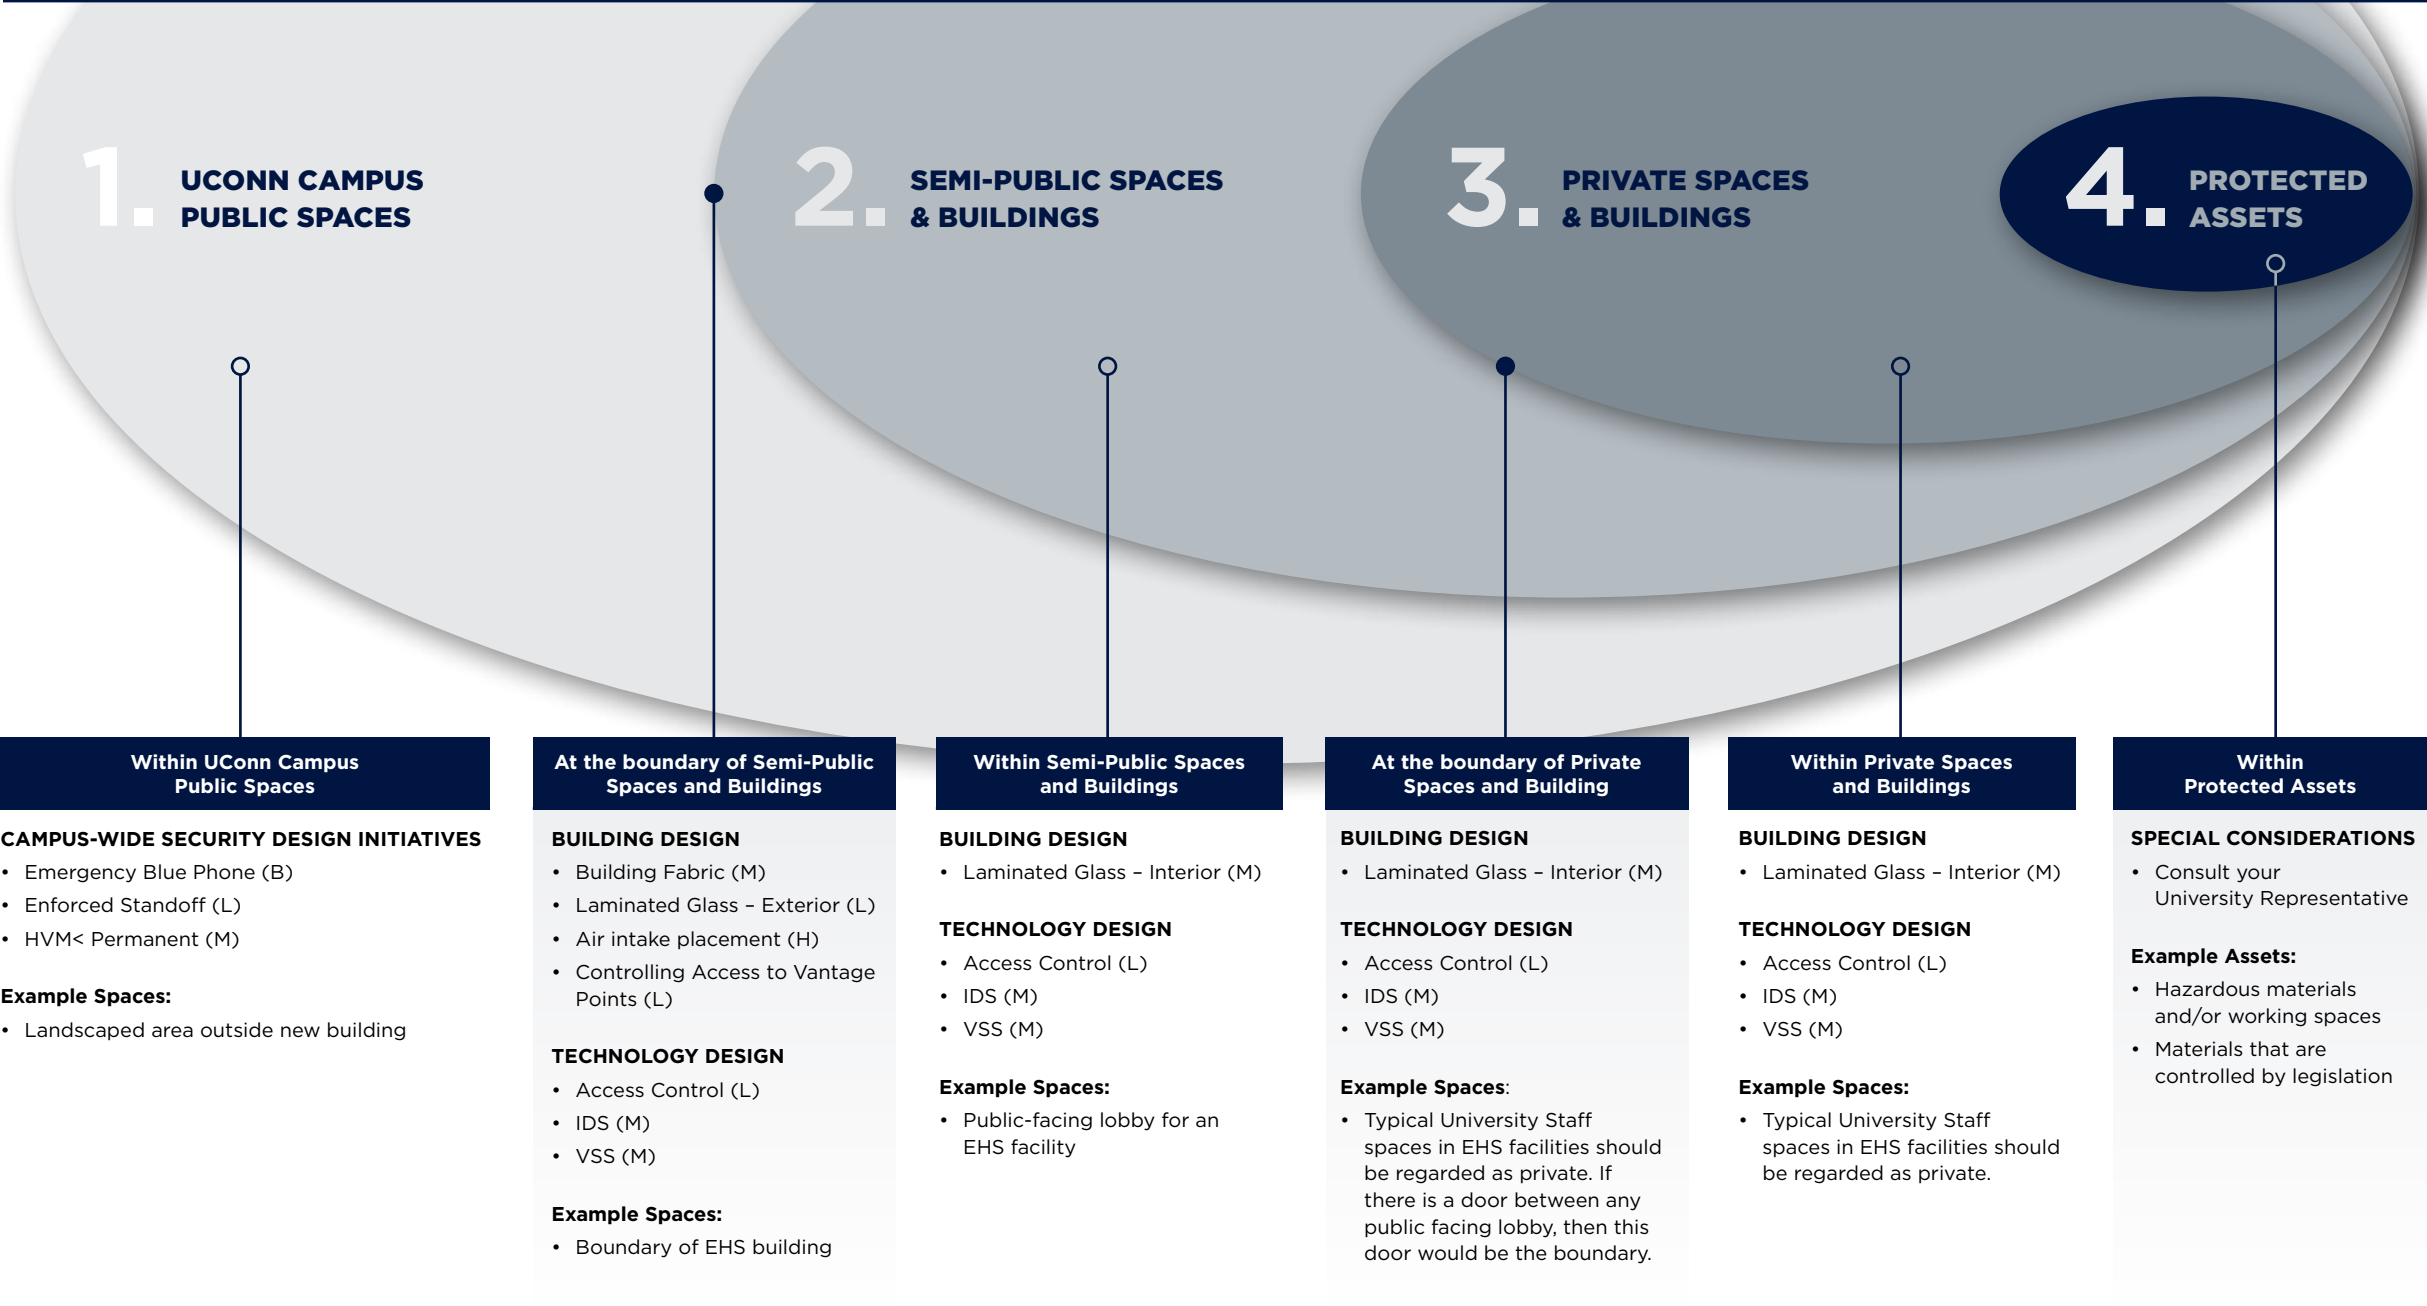 1.
UCONN CAMPUS
PUBLIC SPACES
2.
SEMI-PUBLIC SPACES
& BUILDINGS
3.
PRIVATE SPACES
& BUILDINGS
4.
PROTECTED
ASSETS
Within UConn Campus
Public Spaces
CAMPUS-WIDE SECURITY DESIGN INITIATIVES
• Emergency Blue Phone (B)
• Enforced Standoff (L)
• HVM< Permanent (M)
Example Spaces:
• Landscaped area outside new building
At the boundary of Semi-Public
Spaces and Buildings
BUILDING DESIGN
• Building Fabric (M)
• Laminated Glass – Exterior (L)
• Air intake placement (H)
• Controlling Access to Vantage
Points (L)
TECHNOLOGY DESIGN
• Access Control (L)
• IDS (M)
• VSS (M)
Example Spaces:
• Boundary of EHS building
Within Semi-Public Spaces
and Buildings
BUILDING DESIGN
• Laminated Glass – Interior (M)
TECHNOLOGY DESIGN
• Access Control (L)
• IDS (M)
• VSS (M)
Example Spaces:
• Public-facing lobby for an
EHS facility
At the boundary of Private
Spaces and Building
BUILDING DESIGN
• Laminated Glass – Interior (M)
TECHNOLOGY DESIGN
• Access Control (L)
• IDS (M)
• VSS (M)
Example Spaces:
• Typical University Staff
spaces in EHS facilities should
be regarded as private. If
there is a door between any
public facing lobby, then this
door would be the boundary.
Within Private Spaces
and Buildings
BUILDING DESIGN
• Laminated Glass – Interior (M)
TECHNOLOGY DESIGN
• Access Control (L)
• IDS (M)
• VSS (M)
Example Spaces:
• Typical University Staff
spaces in EHS facilities should
be regarded as private.
Within
Protected Assets
SPECIAL CONSIDERATIONS
• Consult your
University Representative
Example Assets:
• Hazardous materials
and/or working spaces
• Materials that are
controlled by legislation